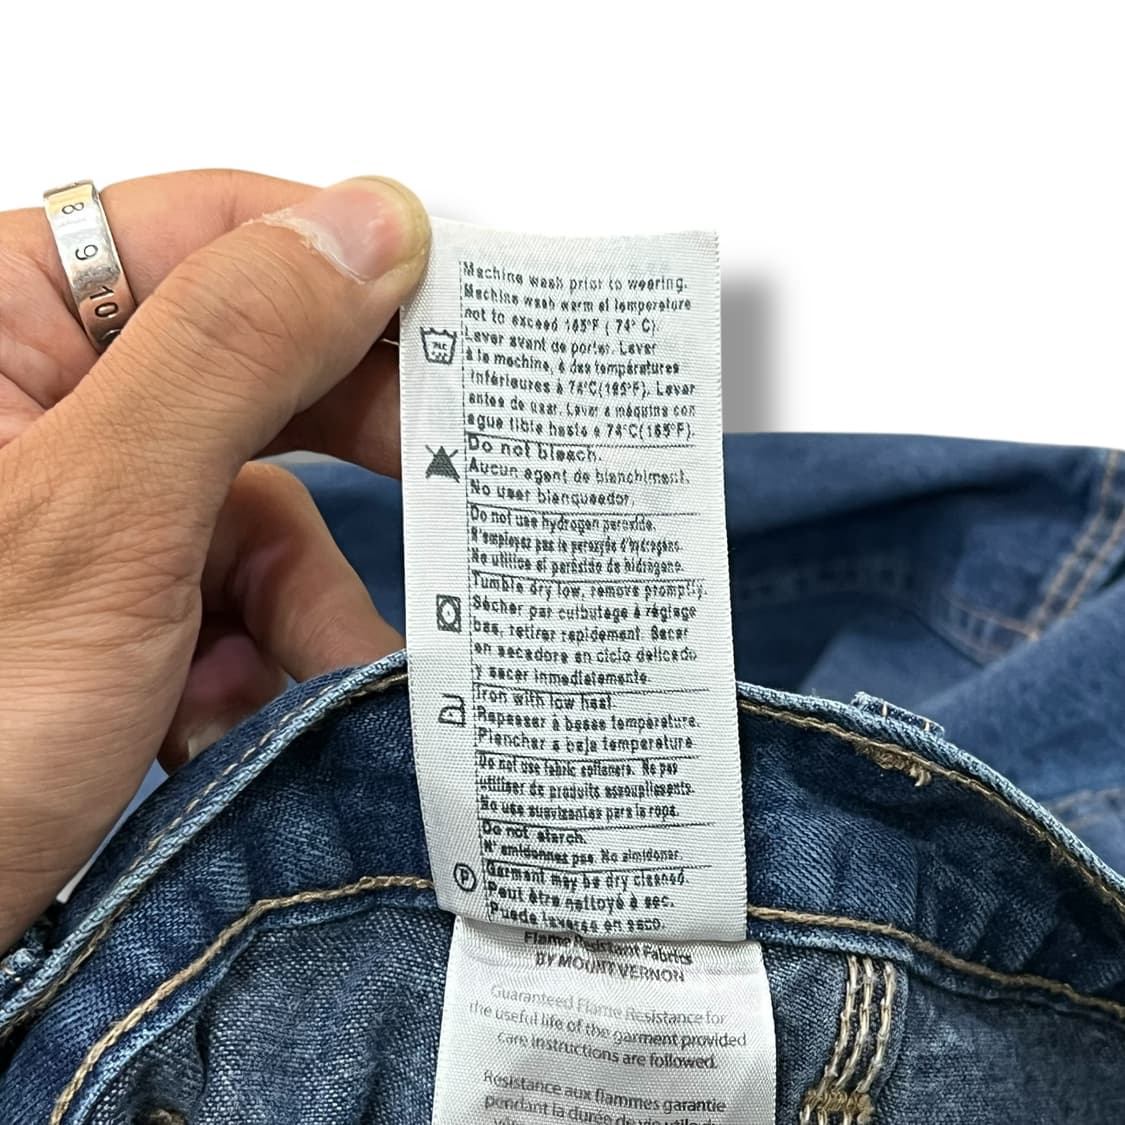 8 9 10
Machine wash prior to wearing.
Machine wash warm at temperature
not to exceed 165°F ( 74° C).
Laver avant de porter. Laver
à la machine, à des températures
inférieures à 74°C(165°F). Lavar
antes de usar. Lavar a máquina con
agua tibia hasta a 74°C(165°F).
Do not bleach.
Aucun agent de blanchiment.
No usar blanqueador.
Do not use hydrogen peroxide.
N'employez pas le peroxyde d'hydrogène.
No utilice el peróxido de hidrógeno.
Tumble dry low, remove promptly.
Sécher par culbutage à réglage
bas, retirer rapidement. Secar
en secadora en ciclo delicado
y sacar inmediatamente.
Iron with low heat.
Repasser à basse température.
Planchar a baja temperatura
Do not use fabric softeners. Ne pas
utiliser de produits assouplissants.
No use suavizantes para la ropa.
Do not starch.
N' amidonnez pas. No almidonar.
P
Garment may be dry cleaned.
Peut être nettoyé à sec.
Puede lavarse en seco.
Flame Resistant Fabrics
BY MOUNT VERNON
Guaranteed Flame Resistance for
the useful life of the garment provided
care instructions are followed.
Résistance aux flammes garantie
pendant la durée de vie utile